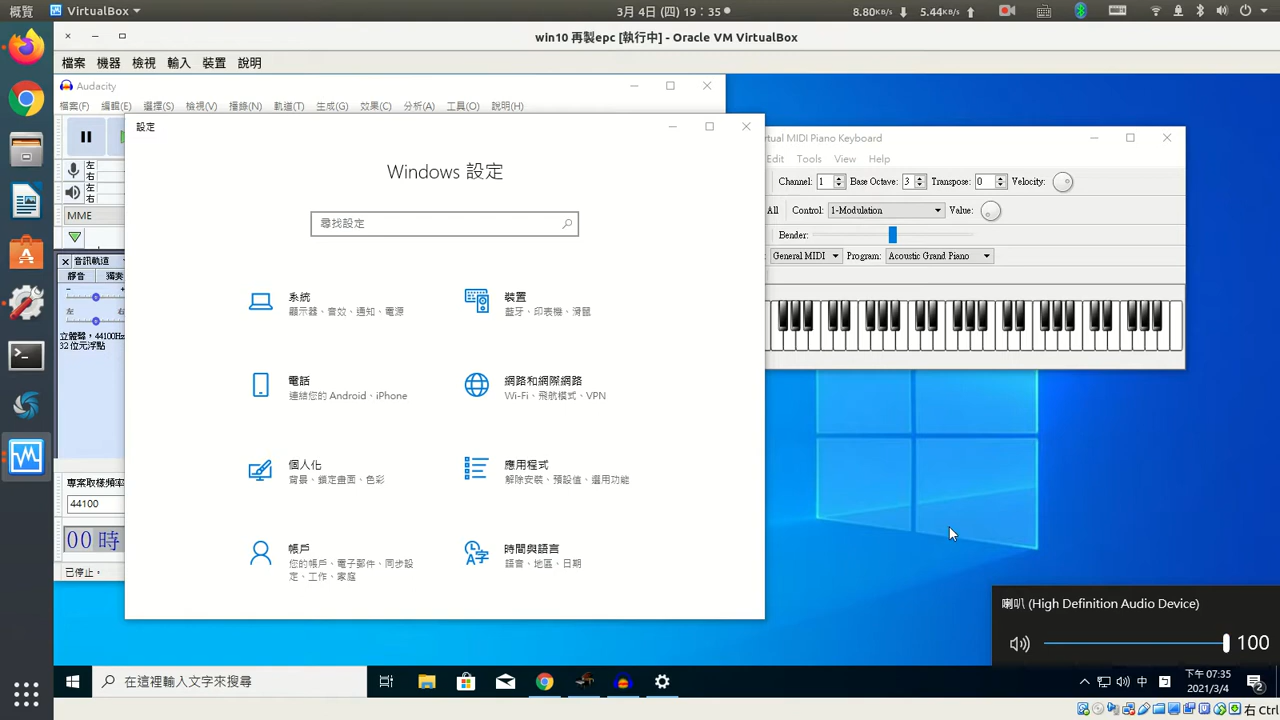 概覽
VirtualBox
3月 4日 (四) 19：35
8.80KB/s
5.44KB/s
win10 再製epc [執行中] - Oracle VM VirtualBox
檔案 機器 檢視 輸入 裝置 說明
Audacity
檔案(F) 編輯(E) 選擇(S) 檢視(V) 播錄(N) 軌道(T) 生成(G) 效果(C) 分析(A) 工具(O) 說明(H)
左
右
左
右
MME
音訊軌道
靜音 獨奏
左 右
立體聲，44100Hz
32 位元浮點
專案取樣頻率
44100
00 時
已停止。
設定
Windows 設定
尋找設定
系統
顯示器、音效、通知、電源
裝置
藍牙、印表機、滑鼠
電話
連結您的 Android、iPhone
網路和網際網路
Wi-Fi、飛航模式、VPN
個人化
背景、鎖定畫面、色彩
應用程式
解除安裝、預設值、選用功能
帳戶
您的帳戶、電子郵件、同步設
定、工作、家庭
時間與語言
語音、地區、日期
rtual MIDI Piano Keyboard
Edit Tools View Help
Channel: 1 Base Octave: 3 Transpose: 0 Velocity:
All Control: 1-Modulation Value:
Bender:
General MIDI Program: Acoustic Grand Piano
喇叭 (High Definition Audio Device)
100
在這裡輸入文字來搜尋
中
下午 07:35
2021/3/4
2
右 Ctrl